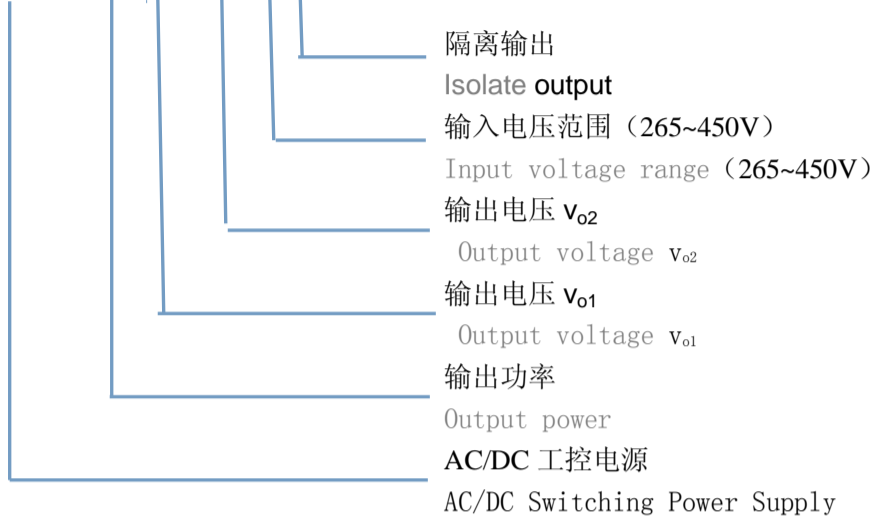 隔离输出
Isolate output
输入电压范围（265~450V）
Input voltage range（265~450V）
输出电压 vo2
Output voltage vo2
输出电压 vo1
Output voltage vo1
输出功率
Output power
AC/DC 工控电源
AC/DC Switching Power Supply